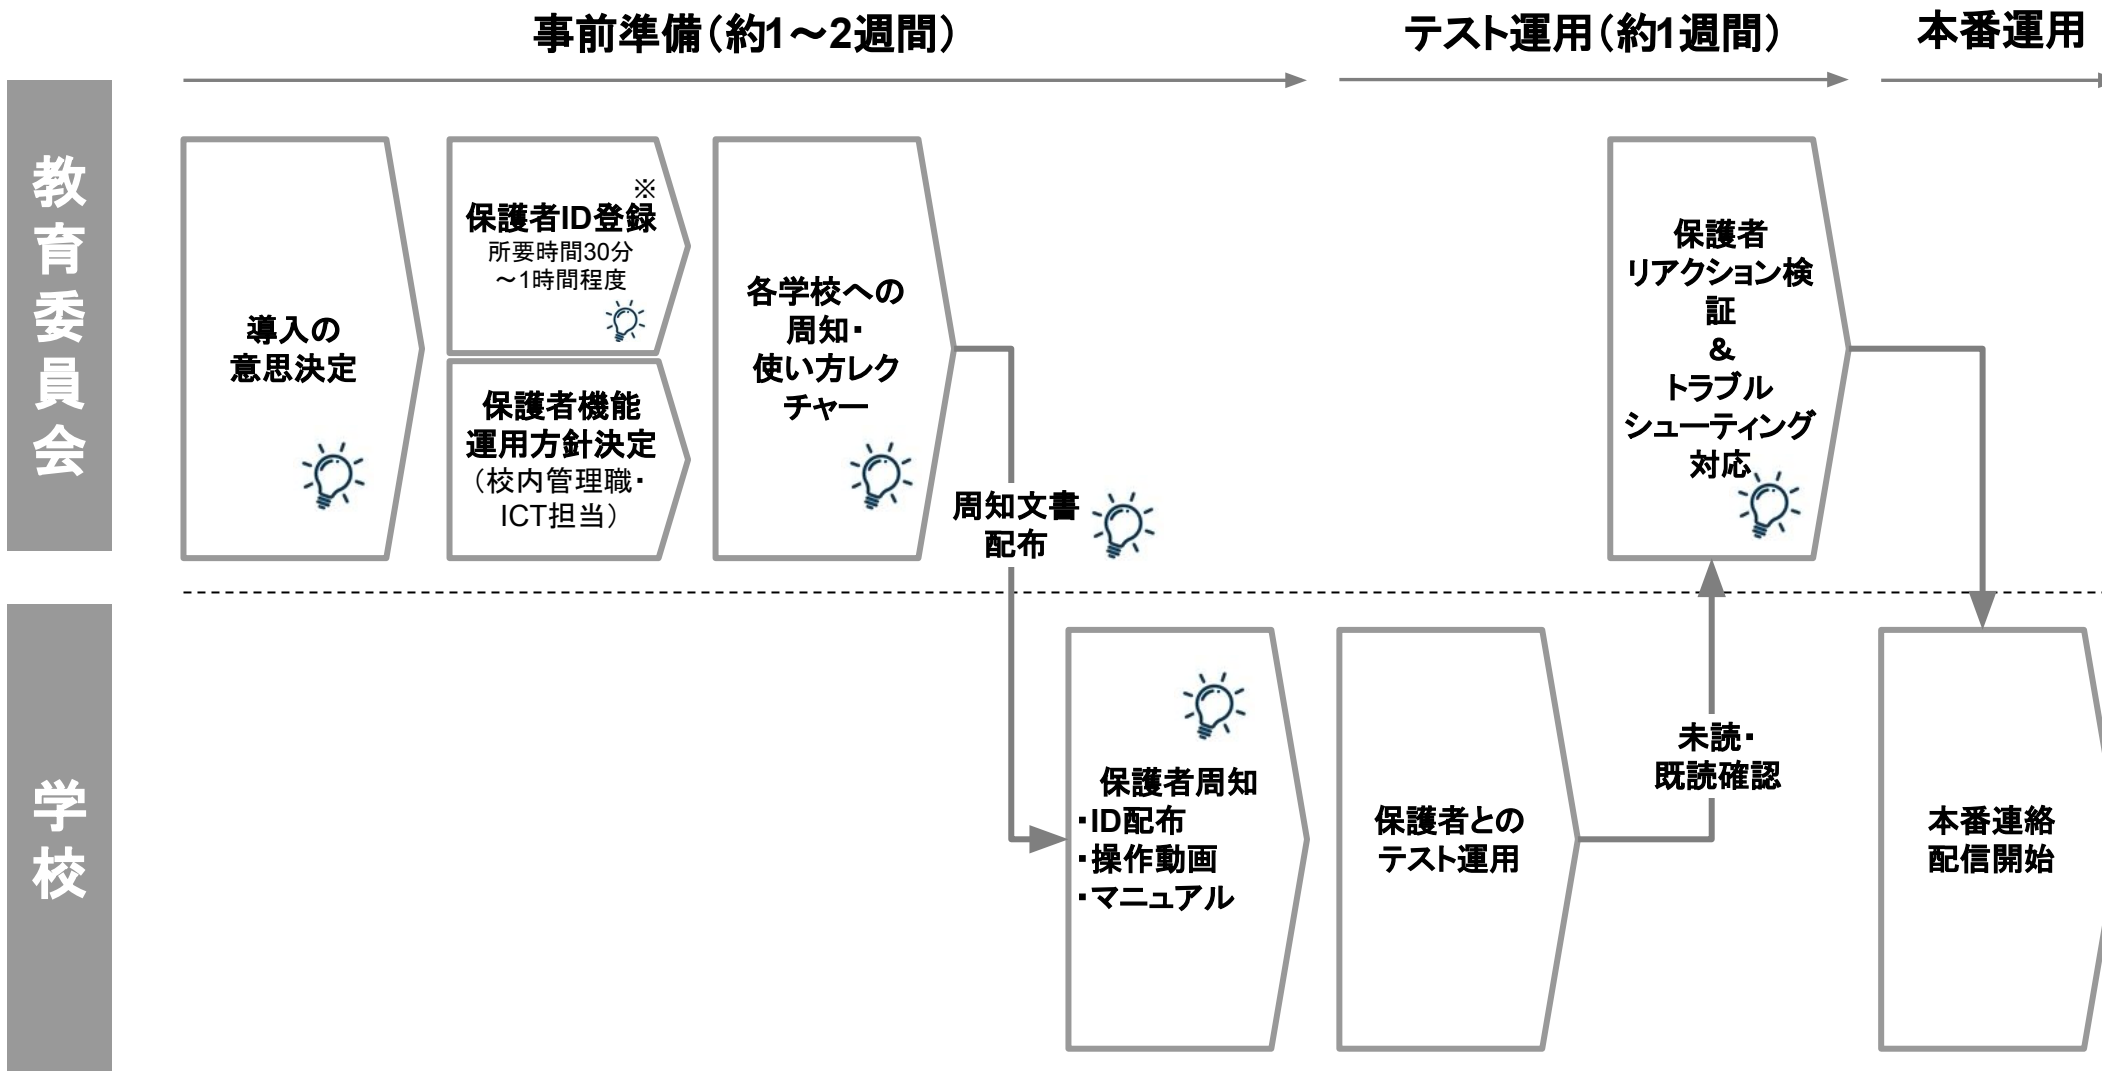 事前準備（約1～2週間）
テスト運用（約1週間）
本番運用
教育委員会
導入の
意思決定
※
保護者ID登録
所要時間30分
～1時間程度
保護者機能
運用方針決定
（校内管理職・
ICT担当）
各学校への
周知・
使い方レク
チャー
周知文書
配布
保護者
リアクション検
証
&
トラブル
シューティング
対応
学校
保護者周知
・ID配布
・操作動画
・マニュアル
保護者との
テスト運用
未読・
既読確認
本番連絡
配信開始